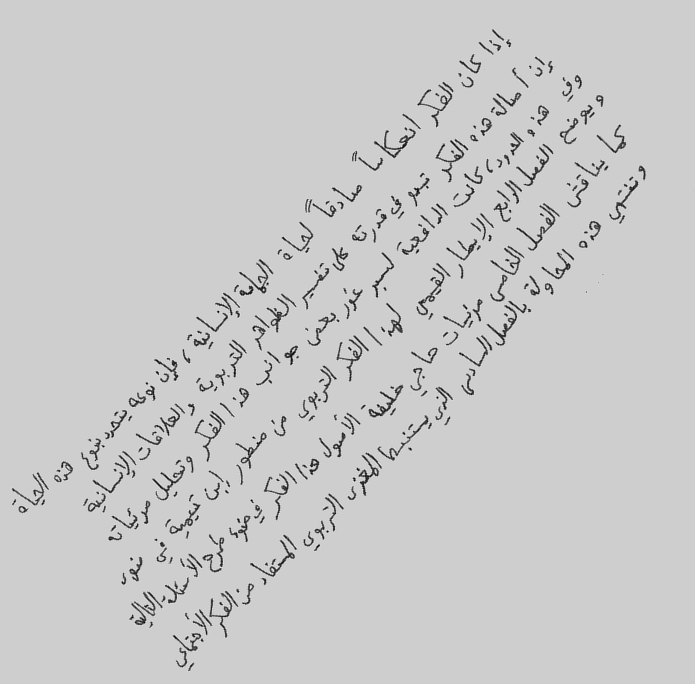 إذا كان الفكر انعكاساً صادقاً لحياة الجماعة الإنسانية، فإن نوعه يتحدد بنوع هذه الحياة
إن أصالة هذه الفكر تبدو في قدرته على تفسير الظواهر التربوية والعلاقات الإنسانية
وفي هذه الحدود، كانت الدافعية لسبر غور بعض جوانب هذا الفكر وتحليل مرئياته
ويوضح الفصل الرابع الإيطار القيمي لهذا الفكر التربوي من منظور إبن تيمية في ضوء
كما يناقش الفصل الخامس مرئيات حاجي خليفة الأصول هذا الفكر في ضوء طرح الأسئلة التالية
وتنتهي هذه المحاولة بالفصل السادس الذي يستنبط المغزى التربوي المستفاد من الفكر الأجتماعي